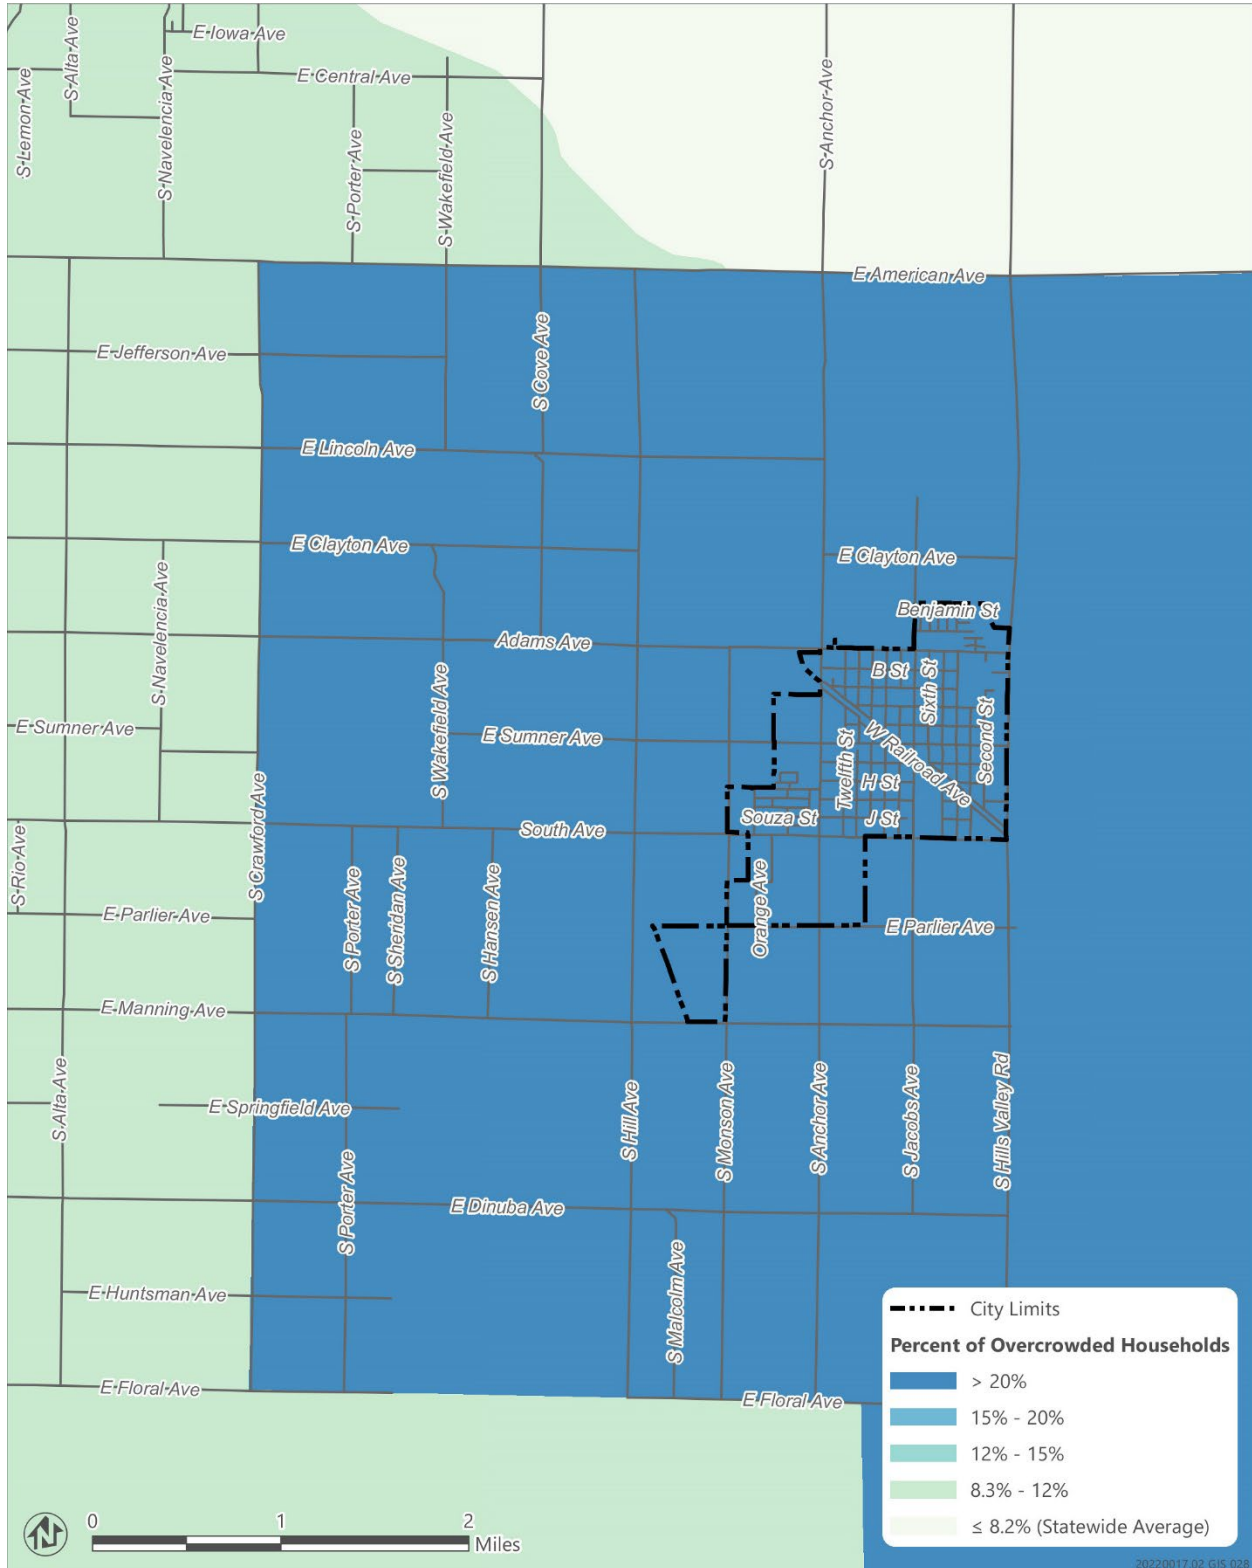 E Iowa Ave
S Alta Ave
S Lemon Ave
S Navelencia Ave
E Central Ave
S Porter Ave
S Wakefield Ave
S Anchor Ave
E American Ave
E Jefferson Ave
S Cove Ave
E Lincoln Ave
E Clayton Ave
E Clayton Ave
Benjamin St
S Navelencia Ave
Adams Ave
B St
Sixth St
Second St
E Sumner Ave
S Wakefield Ave
E Sumner Ave
W Railroad Ave
Twelfth St
H St
S Crawford Ave
South Ave
Souza St
J St
S Rio Ave
E Parlier Ave
S Porter Ave
S Sheridan Ave
S Hansen Ave
Orange Ave
E Parlier Ave
E Manning Ave
S Alta Ave
E Springfield Ave
S Hill Ave
S Monson Ave
S Anchor Ave
S Jacobs Ave
S Hills Valley Rd
S Porter Ave
E Dinuba Ave
E Huntsman Ave
S Malcolm Ave
E Floral Ave
E Floral Ave
City Limits
Percent of Overcrowded Households
> 20%
15% - 20%
12% - 15%
8.3% - 12%
≤ 8.2% (Statewide Average)
N
0 1 2
Miles
20220017.02 GIS 028